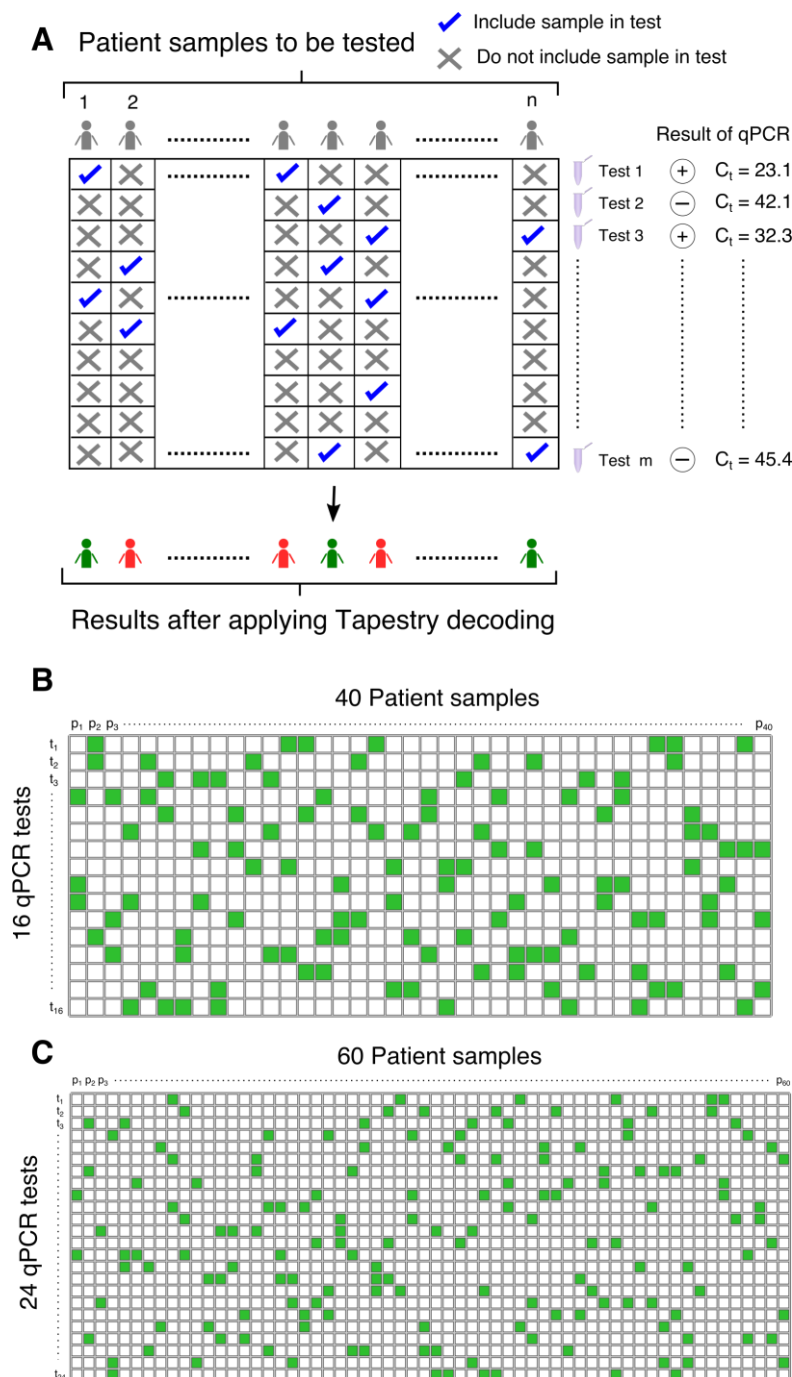 A
Patient samples to be tested
Include sample in test
Do not include sample in test
1 2 n
Result of qPCR
Test 1 + Cₜ = 23.1
Test 2 − Cₜ = 42.1
Test 3 + Cₜ = 32.3
Test m − Cₜ = 45.4
Results after applying Tapestry decoding
B
40 Patient samples
p₁ p₂ p₃ p₄₀
t₁
t₂
t₃
16 qPCR tests
t₁₆
C
60 Patient samples
p₁ p₂ p₃ p₆₀
t₁
t₂
t₃
24 qPCR tests